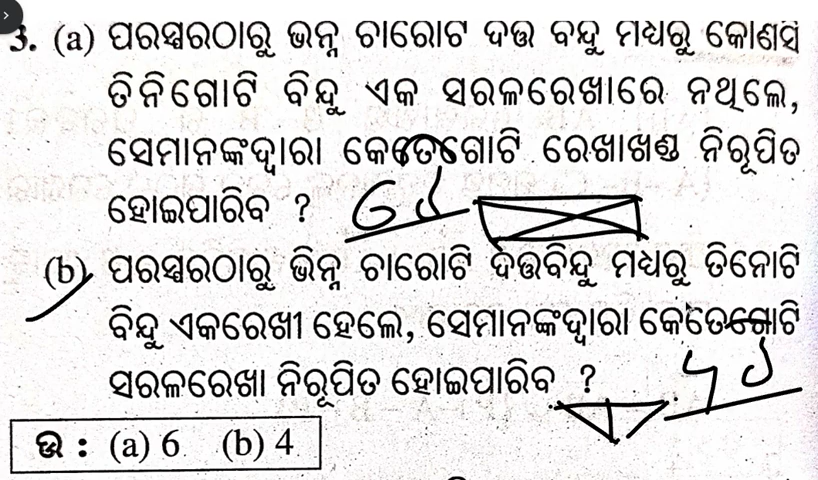 3. (a) ପରସ୍ପରଠାରୁ ଭିନ୍ନ ଚାରୋଟି ଦତ୍ତ ବିନ୍ଦୁ ମଧ୍ୟରୁ କୌଣସି
ତିନିଗୋଟି ବିନ୍ଦୁ ଏକ ସରଳରେଖାରେ ନଥିଲେ,
ସେମାନଙ୍କଦ୍ୱାରା କେତେଗୋଟି ରେଖାଖଣ୍ଡ ନିରୂପିତ
ହୋଇପାରିବ ?
(b) ପରସ୍ପରଠାରୁ ଭିନ୍ନ ଚାରୋଟି ଦତ୍ତବିନ୍ଦୁ ମଧ୍ୟରୁ ତିନୋଟି
ବିନ୍ଦୁ ଏକରେଖୀ ହେଲେ, ସେମାନଙ୍କଦ୍ୱାରା କେତେଗୋଟି
ସରଳରେଖା ନିରୂପିତ ହୋଇପାରିବ ?
ଉ : (a) 6 (b) 4